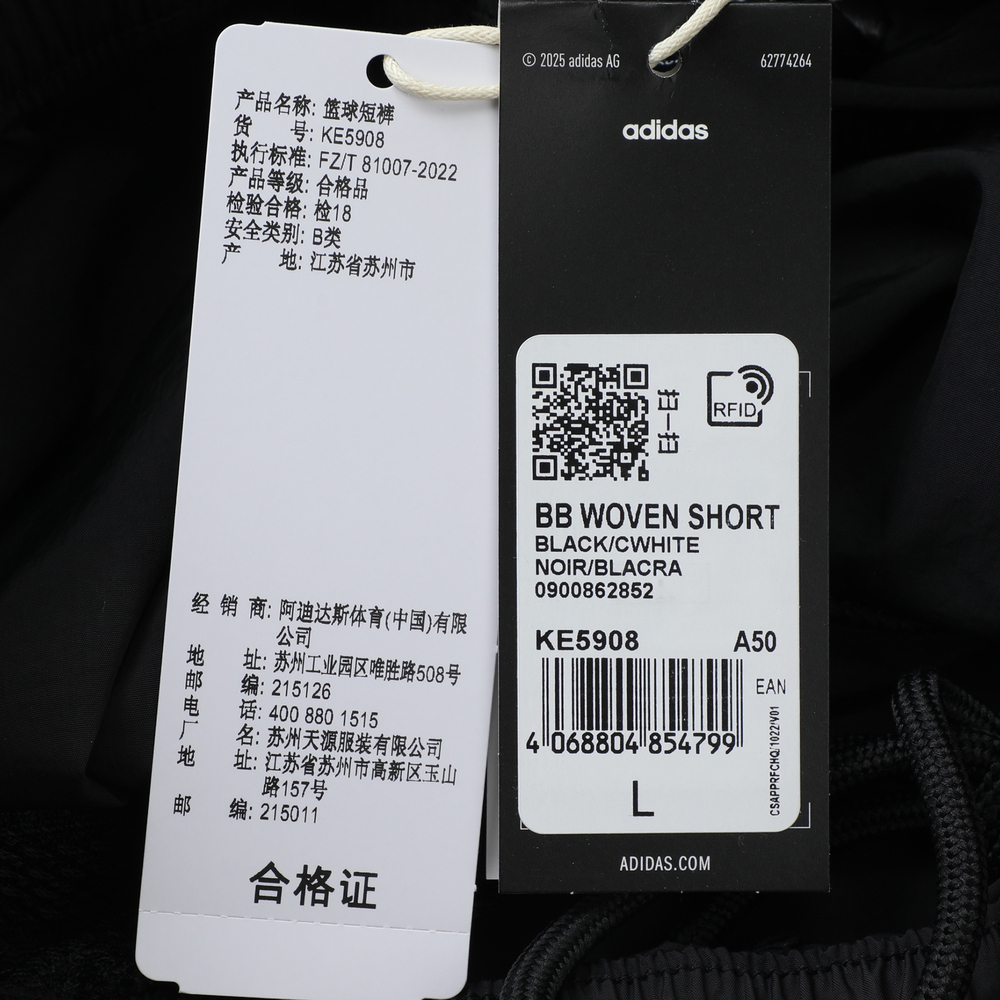 产品名称: 篮球短裤
货 号: KE5908
执行标准: FZ/T 81007-2022
产品等级: 合格品
检验合格: 检18
安全类别: B类
产 地: 江苏省苏州市
经 销 商: 阿迪达斯体育(中国)有限
公司
地 址: 苏州工业园区唯胜路508号
邮 编: 215126
电 话: 400 880 1515
厂 名: 苏州天源服装有限公司
地 址: 江苏省苏州市高新区玉山
路157号
邮 编: 215011
合格证
© 2025 adidas AG
62774264
adidas
扫一扫
RFID
BB WOVEN SHORT
BLACK/CWHITE
NOIR/BLACRA
0900862852
KE5908 A50
EAN
4 068804 854799
CSAPPRFCHQ/1022/V01
L
ADIDAS.COM